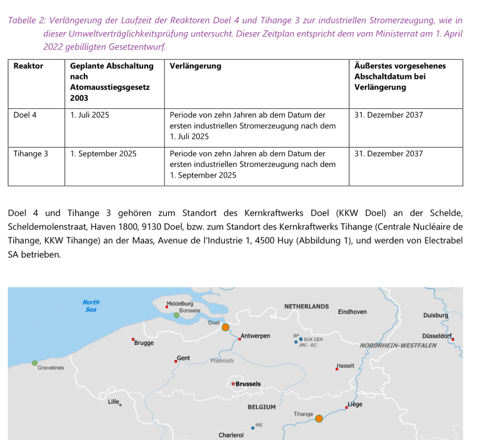 Tabelle 2: Verlängerung der Laufzeit der Reaktoren Doel 4 und Tihange 3 zur industriellen Stromerzeugung, wie in
dieser Umweltverträglichkeitsprüfung untersucht. Dieser Zeitplan entspricht dem vom Ministerrat am 1. April
2022 gebilligten Gesetzentwurf.
Reaktor
Geplante Abschaltung
nach
Atomausstiegsgesetz
2003
Verlängerung
Äußerstes vorgesehenes
Abschaltdatum bei
Verlängerung
Doel 4
1. Juli 2025
Periode von zehn Jahren ab dem Datum der
ersten industriellen Stromerzeugung nach dem
1. Juli 2025
31. Dezember 2037
Tihange 3
1. September 2025
Periode von zehn Jahren ab dem Datum der
ersten industriellen Stromerzeugung nach dem
1. September 2025
31. Dezember 2037
Doel 4 und Tihange 3 gehören zum Standort des Kernkraftwerks Doel (KKW Doel) an der Schelde,
Scheldemolenstraat, Haven 1800, 9130 Doel, bzw. zum Standort des Kernkraftwerks Tihange (Centrale Nucléaire de
Tihange, KKW Tihange) an der Maas, Avenue de l'Industrie 1, 4500 Huy (Abbildung 1), und werden von Electrabel
SA betrieben.
North
Sea
Middelburg
Borssele
NETHERLANDS
Eindhoven
Duisburg
Doel
Antwerpen
BP
SCK CEN
JRC - EC
Düsseldorf
NORDRHEIN-WESTFALEN
Brugge
Gent
Flemish
Hasselt
Gravelines
Brussels
Lille
BELGIUM
Liège
Tihange
IRE
Charleroi